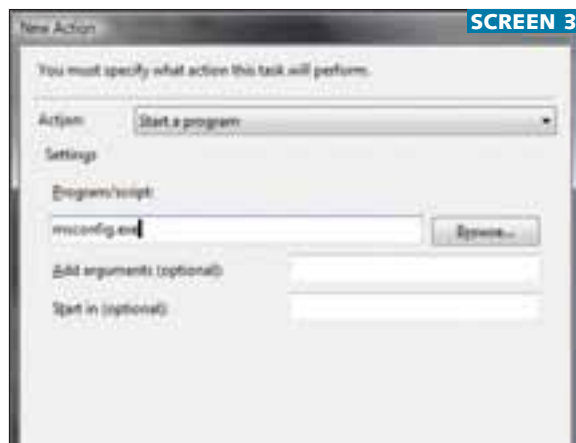 SCREEN 3
New Action
You must specify what action this task will perform.
Action:
Start a program
Settings
Program/script:
msconfig.exe
Browse...
Add arguments (optional):
Start in (optional):